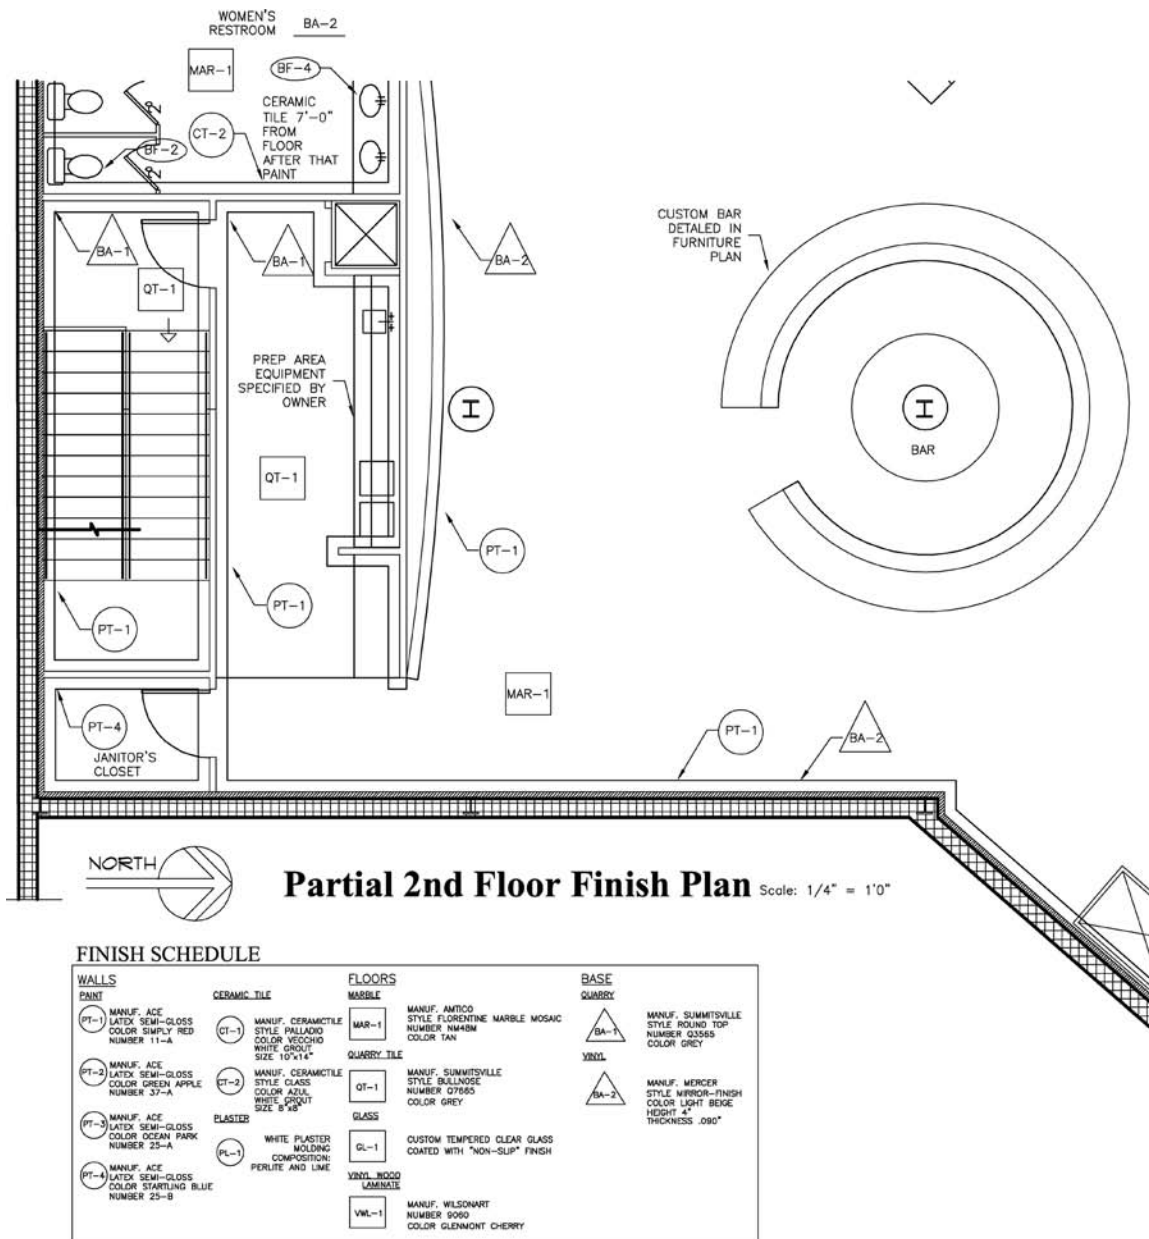 WOMEN'S
RESTROOM
BA-2
MAR-1
BF-4
CERAMIC
TILE 7'-0"
FROM
FLOOR
AFTER THAT
PAINT
CT-2
BF-2
BA-1
QT-1
BA-1
BA-2
CUSTOM BAR
DETALED IN
FURNITURE
PLAN
PREP AREA
EQUIPMENT
SPECIFIED BY
OWNER
BAR
QT-1
PT-1
PT-1
PT-1
MAR-1
PT-4
JANITOR'S
CLOSET
PT-1
BA-2
NORTH
Partial 2nd Floor Finish Plan Scale: 1/4" = 1'0"
FINISH SCHEDULE
WALLS
PAINT
PT-1
MANUF. ACE
LATEX SEMI-GLOSS
COLOR SIMPLY RED
NUMBER 11-A
PT-2
MANUF. ACE
LATEX SEMI-GLOSS
COLOR GREEN APPLE
NUMBER 37-A
PT-3
MANUF. ACE
LATEX SEMI-GLOSS
COLOR OCEAN PARK
NUMBER 25-A
PT-4
MANUF. ACE
LATEX SEMI-GLOSS
COLOR STARTLING BLUE
NUMBER 25-B
CERAMIC TILE
CT-1
MANUF. CERAMICTILE
STYLE PALLADIO
COLOR VECCHIO
WHITE GROUT
SIZE 10"x14"
CT-2
MANUF. CERAMICTILE
STYLE CLASS
COLOR AZUL
WHITE GROUT
SIZE 8"x8"
PLASTER
PL-1
WHITE PLASTER
MOLDING
COMPOSITION:
PERLITE AND LIME
FLOORS
MARBLE
MAR-1
MANUF. AMTICO
STYLE FLORENTINE MARBLE MOSAIC
NUMBER NM48M
COLOR TAN
QUARRY TILE
QT-1
MANUF. SUMMITSVILLE
STYLE BULLNOSE
NUMBER Q7665
COLOR GREY
GLASS
GL-1
CUSTOM TEMPERED CLEAR GLASS
COATED WITH "NON-SLIP" FINISH
VINYL WOOD
LAMINATE
VWL-1
MANUF. WILSONART
NUMBER 9060
COLOR GLENMONT CHERRY
BASE
QUARRY
BA-1
MANUF. SUMMITSVILLE
STYLE ROUND TOP
NUMBER Q3565
COLOR GREY
VINYL
BA-2
MANUF. MERCER
STYLE MIRROR-FINISH
COLOR LIGHT BEIGE
HEIGHT 4"
THICKNESS .090"